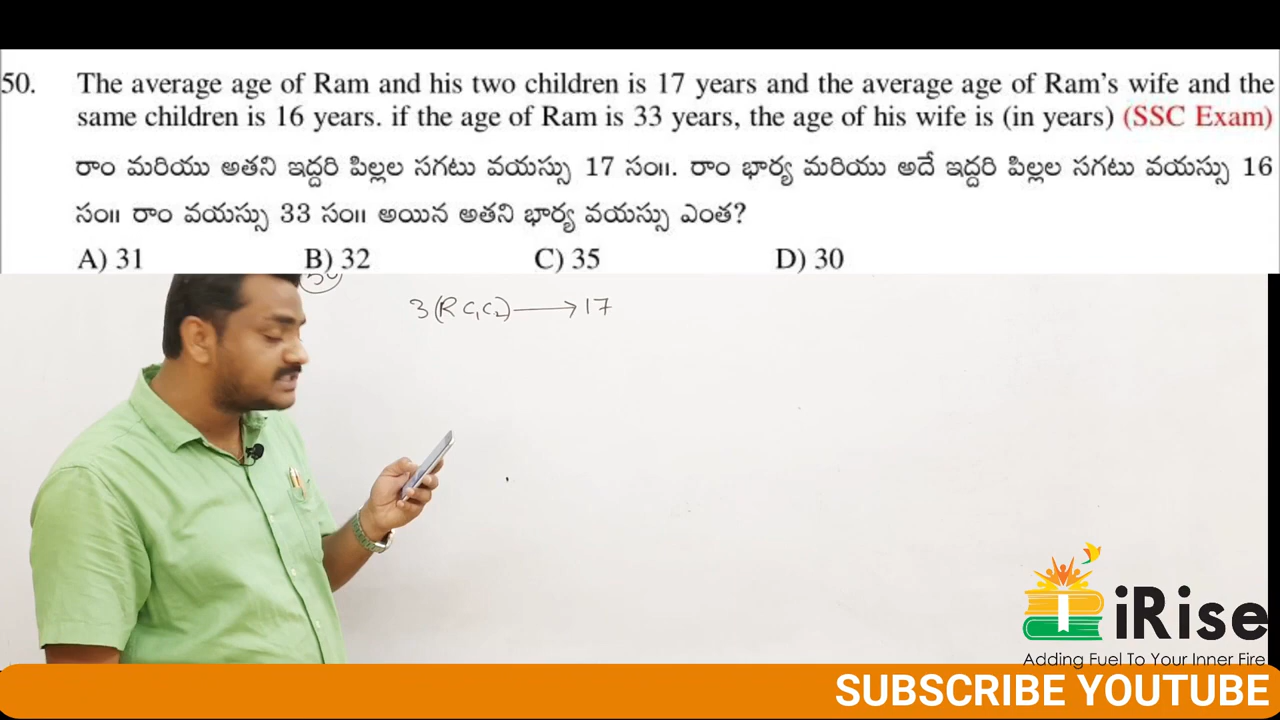 50. The average age of Ram and his two children is 17 years and the average age of Ram's wife and the
same children is 16 years. if the age of Ram is 33 years, the age of his wife is (in years) (SSC Exam)
రాం మరియు అతని ఇద్దరి పిల్లల సగటు వయస్సు 17 సం॥. రాం భార్య మరియు అదే ఇద్దరి పిల్లల సగటు వయస్సు 16
సం॥ రాం వయస్సు 33 సం॥ అయిన అతని భార్య వయస్సు ఎంత?
A) 31 B) 32 C) 35 D) 30
3(R C₁C₂) ⟶ 17
iRise
Adding Fuel To Your Inner Fire
SUBSCRIBE YOUTUBE